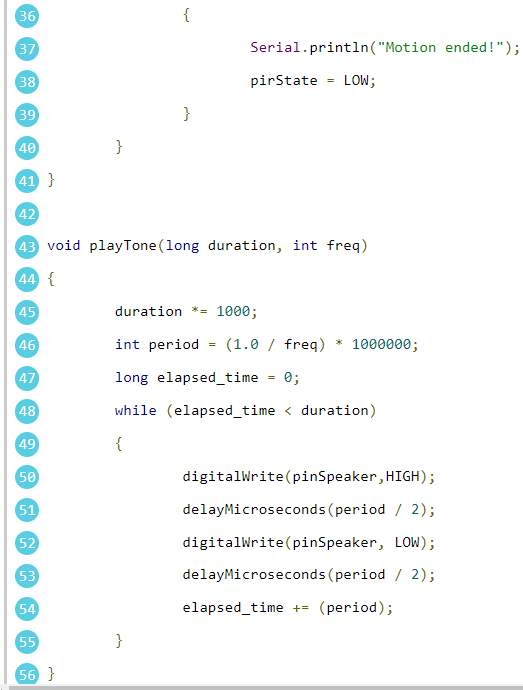 36 {
37 Serial.println("Motion ended!");
38 pirState = LOW;
39 }
40 }
41 }
42
43 void playTone(long duration, int freq)
44 {
45 duration *= 1000;
46 int period = (1.0 / freq) * 1000000;
47 long elapsed_time = 0;
48 while (elapsed_time < duration)
49 {
50 digitalWrite(pinSpeaker,HIGH);
51 delayMicroseconds(period / 2);
52 digitalWrite(pinSpeaker, LOW);
53 delayMicroseconds(period / 2);
54 elapsed_time += (period);
55 }
56 }